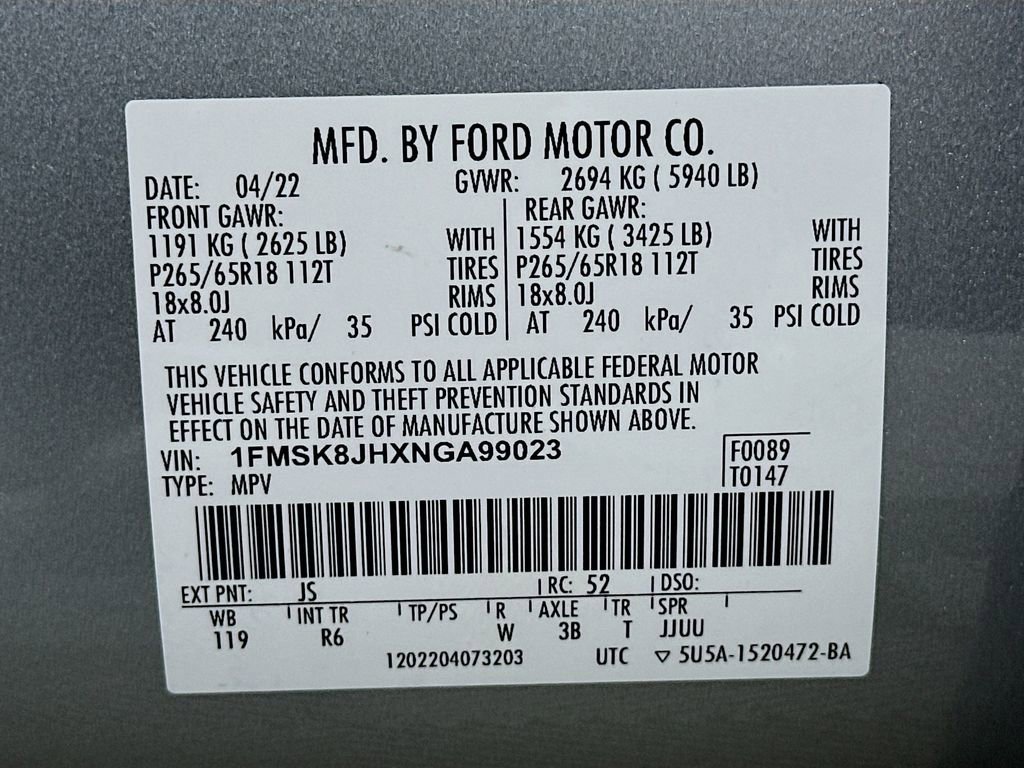 MFD. BY FORD MOTOR CO.
DATE: 04/22 GVWR: 2694 KG ( 5940 LB)
FRONT GAWR: REAR GAWR:
1191 KG ( 2625 LB) WITH 1554 KG ( 3425 LB) WITH
P265/65R18 112T TIRES P265/65R18 112T TIRES
18x8.0J RIMS 18x8.0J RIMS
AT 240 kPa/ 35 PSI COLD AT 240 kPa/ 35 PSI COLD
THIS VEHICLE CONFORMS TO ALL APPLICABLE FEDERAL MOTOR
VEHICLE SAFETY AND THEFT PREVENTION STANDARDS IN
EFFECT ON THE DATE OF MANUFACTURE SHOWN ABOVE.
VIN: 1FMSK8JHXNGA99023 F0089
TYPE: MPV T0147
EXT PNT: JS RC: 52 DSO:
WB INT TR TP/PS R AXLE TR SPR
119 R6 W 3B T JJUU
1202204073203 UTC ▽ 5U5A-1520472-BA